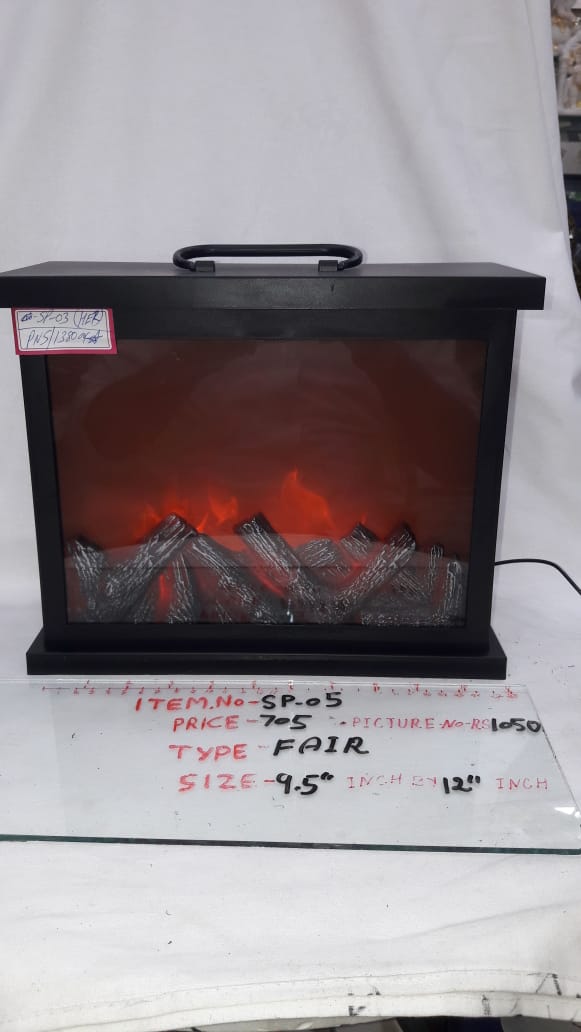 SP-03 (HEB)
PNS/1380
ITEM.No-SP-05
PRICE-705 PICTURE No-RS1050
TYPE-FAIR
SIZE-9.5" INCH BY 12" INCH